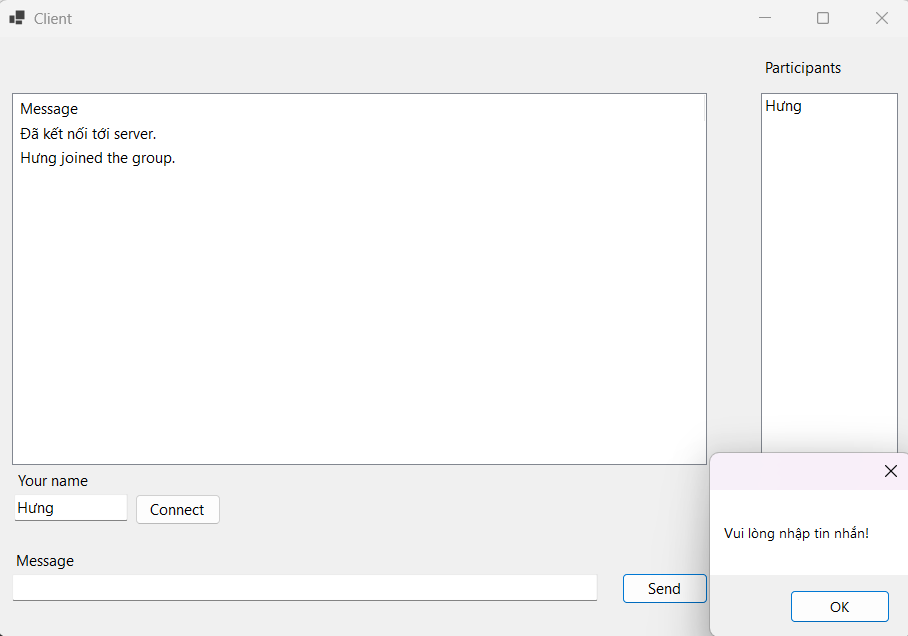 Client
Participants
Message
Hưng
Đã kết nối tới server.
Hưng joined the group.
Your name
Hưng
Connect
Vui lòng nhập tin nhắn!
Message
Send
OK